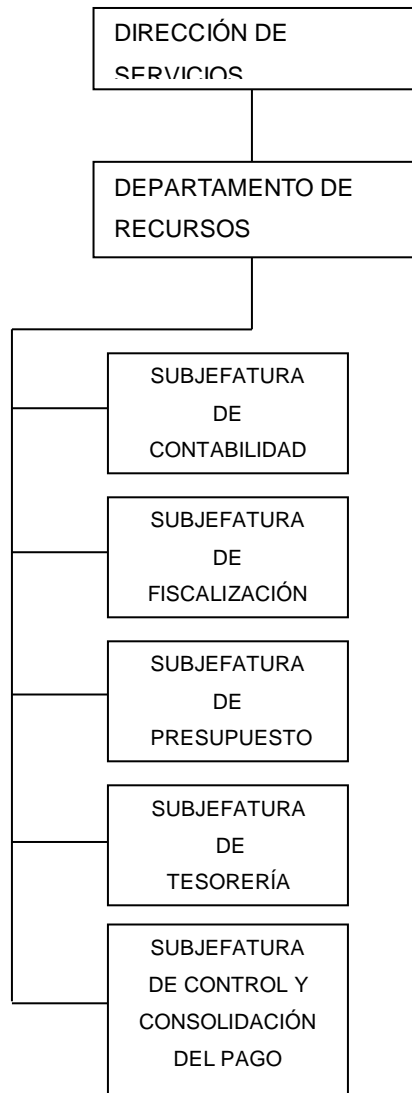 DIRECCIÓN DE
SERVICIOS
DEPARTAMENTO DE
RECURSOS
SUBJEFATURA
DE
CONTABILIDAD
SUBJEFATURA
DE
FISCALIZACIÓN
SUBJEFATURA
DE
PRESUPUESTO
SUBJEFATURA
DE
TESORERÍA
SUBJEFATURA
DE CONTROL Y
CONSOLIDACIÓN
DEL PAGO